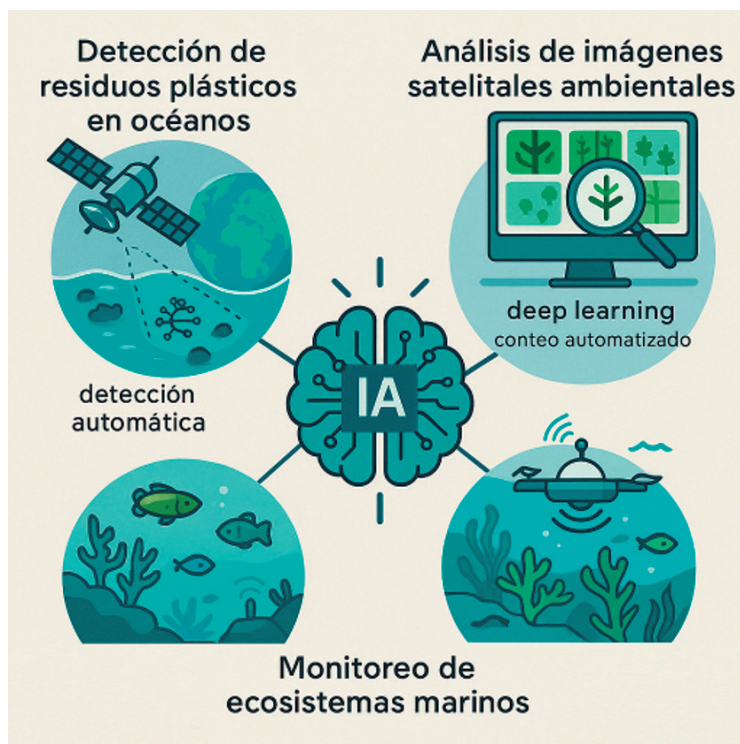 Detección de
residuos plásticos
en océanos
Análisis de imágenes
satelitales ambientales
deep learning
conteo automatizado
IA
detección
automática
Monitoreo de
ecosistemas marinos